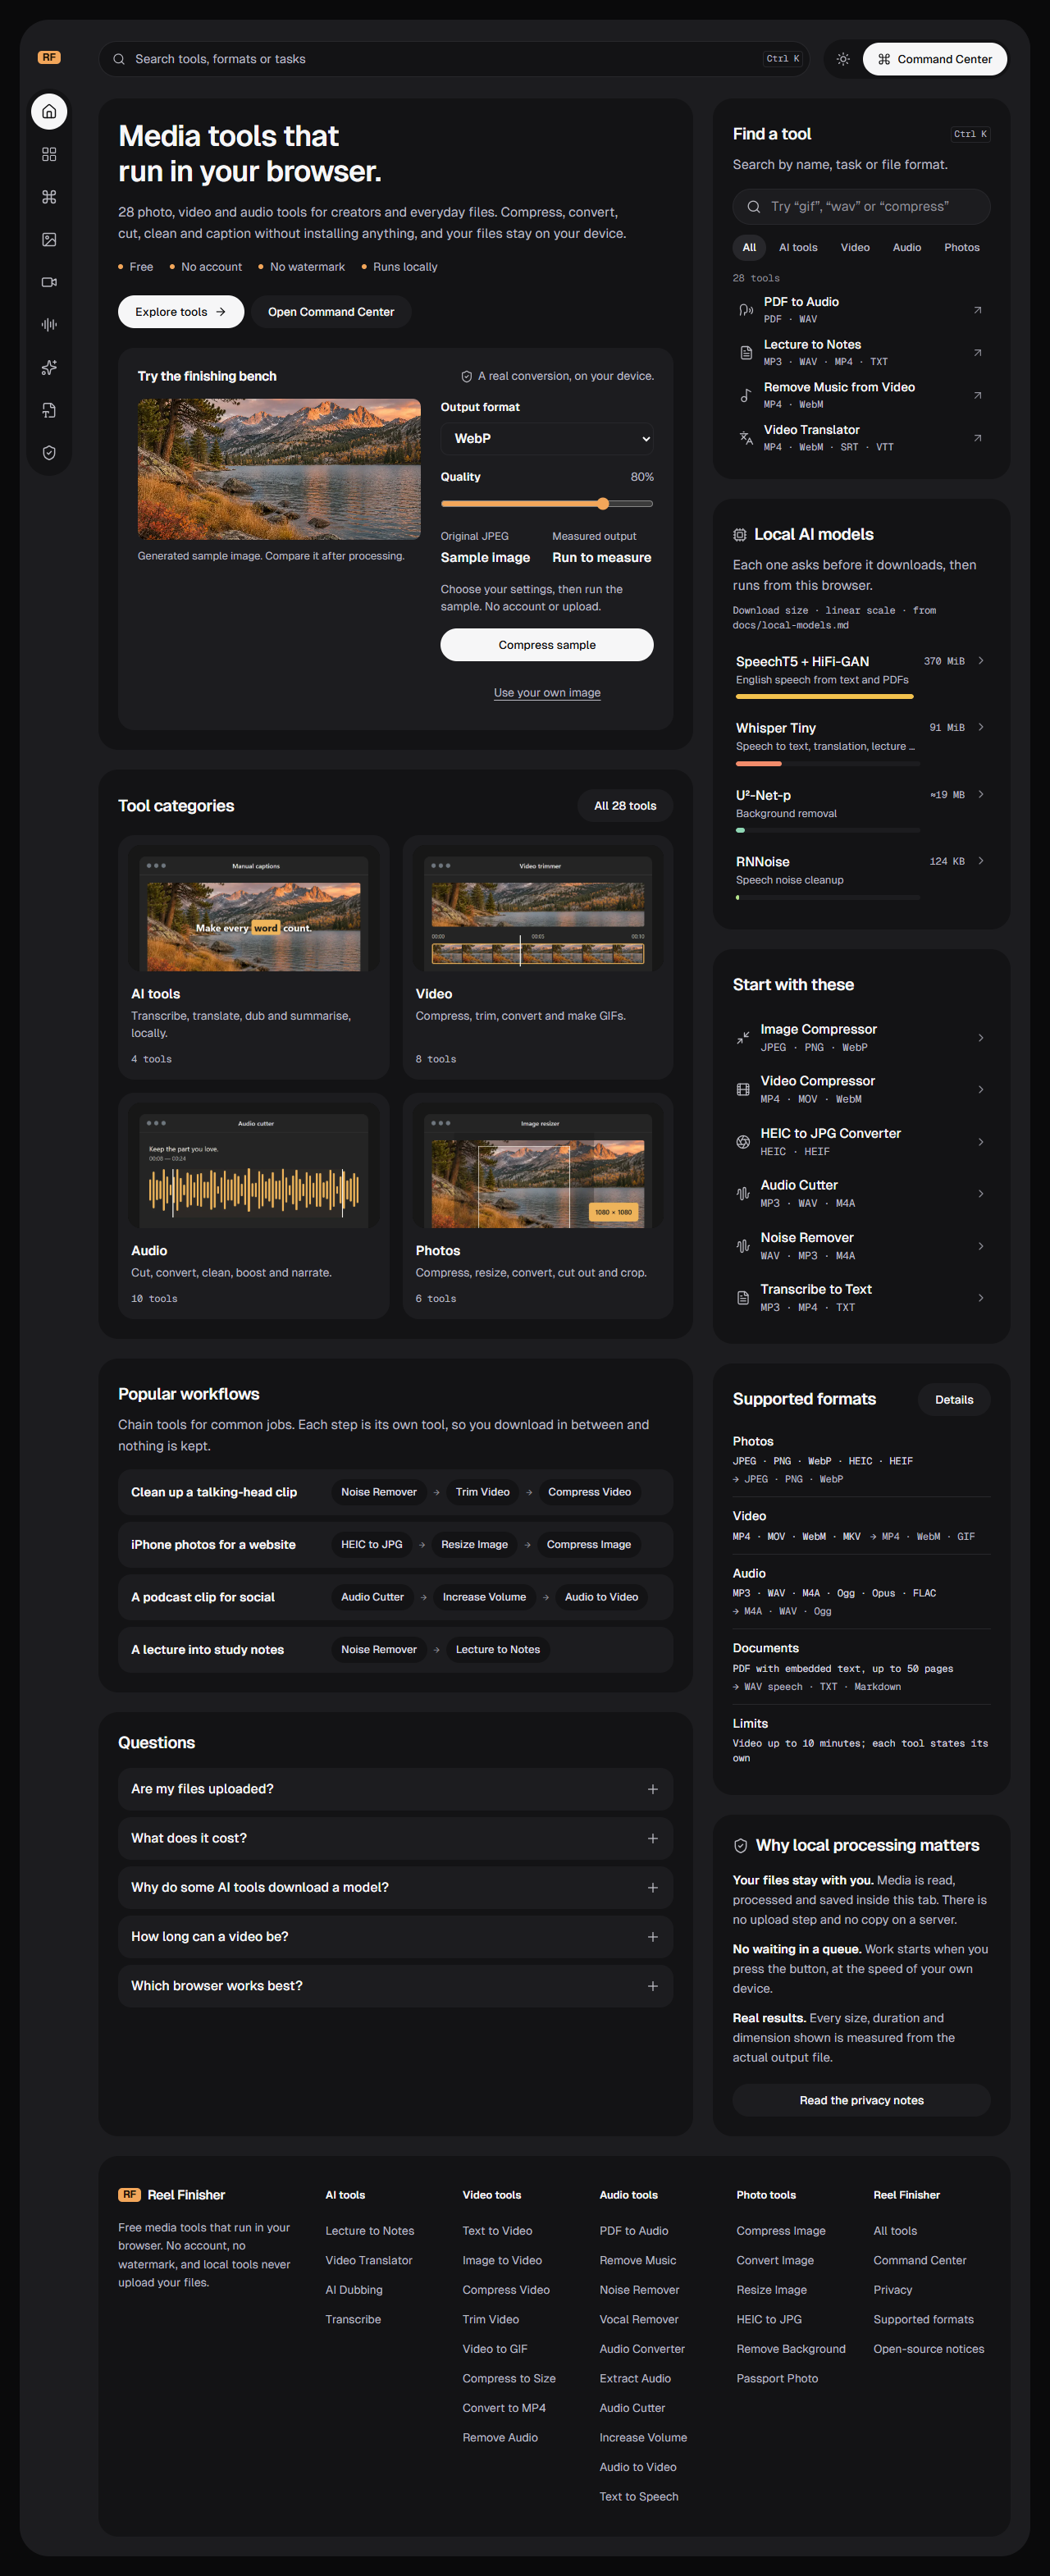 RF
Search tools, formats or tasks
Ctrl K
Command Center
Media tools that
run in your browser.
28 photo, video and audio tools for creators and everyday files. Compress, convert,
cut, clean and caption without installing anything, and your files stay on your device.
Free
No account
No watermark
Runs locally
Explore tools
Open Command Center
Try the finishing bench
A real conversion, on your device.
Generated sample image. Compare it after processing.
Output format
WebP
Quality
80%
Original JPEG
Measured output
Sample image
Run to measure
Choose your settings, then run the
sample. No account or upload.
Compress sample
Use your own image
Tool categories
All 28 tools
Manual captions
Make every word count.
AI tools
Transcribe, translate, dub and summarise,
locally.
4 tools
Video trimmer
00:00
00:05
00:10
Video
Compress, trim, convert and make GIFs.
8 tools
Audio cutter
Keep the part you love.
00:08 — 00:24
Audio
Cut, convert, clean, boost and narrate.
10 tools
Image resizer
1080 × 1080
Photos
Compress, resize, convert, cut out and crop.
6 tools
Popular workflows
Chain tools for common jobs. Each step is its own tool, so you download in between and
nothing is kept.
Clean up a talking-head clip
Noise Remover → Trim Video → Compress Video
iPhone photos for a website
HEIC to JPG → Resize Image → Compress Image
A podcast clip for social
Audio Cutter → Increase Volume → Audio to Video
A lecture into study notes
Noise Remover → Lecture to Notes
Questions
Are my files uploaded?
What does it cost?
Why do some AI tools download a model?
How long can a video be?
Which browser works best?
Find a tool
Ctrl K
Search by name, task or file format.
Try “gif”, “wav” or “compress”
All
AI tools
Video
Audio
Photos
28 tools
PDF to Audio
PDF · WAV
Lecture to Notes
MP3 · WAV · MP4 · TXT
Remove Music from Video
MP4 · WebM
Video Translator
MP4 · WebM · SRT · VTT
Local AI models
Each one asks before it downloads, then
runs from this browser.
Download size · linear scale · from
docs/local-models.md
SpeechT5 + HiFi-GAN
370 MiB
English speech from text and PDFs
Whisper Tiny
91 MiB
Speech to text, translation, lecture …
U²-Net-p
≈19 MB
Background removal
RNNoise
124 KB
Speech noise cleanup
Start with these
Image Compressor
JPEG · PNG · WebP
Video Compressor
MP4 · MOV · WebM
HEIC to JPG Converter
HEIC · HEIF
Audio Cutter
MP3 · WAV · M4A
Noise Remover
WAV · MP3 · M4A
Transcribe to Text
MP3 · MP4 · TXT
Supported formats
Details
Photos
JPEG · PNG · WebP · HEIC · HEIF
→ JPEG · PNG · WebP
Video
MP4 · MOV · WebM · MKV → MP4 · WebM · GIF
Audio
MP3 · WAV · M4A · Ogg · Opus · FLAC
→ M4A · WAV · Ogg
Documents
PDF with embedded text, up to 50 pages
→ WAV speech · TXT · Markdown
Limits
Video up to 10 minutes; each tool states its
own
Why local processing matters
Your files stay with you. Media is read,
processed and saved inside this tab. There is
no upload step and no copy on a server.
No waiting in a queue. Work starts when you
press the button, at the speed of your own
device.
Real results. Every size, duration and
dimension shown is measured from the
actual output file.
Read the privacy notes
RF Reel Finisher
Free media tools that run in your
browser. No account, no
watermark, and local tools never
upload your files.
AI tools
Lecture to Notes
Video Translator
AI Dubbing
Transcribe
Video tools
Text to Video
Image to Video
Compress Video
Trim Video
Video to GIF
Compress to Size
Convert to MP4
Remove Audio
Audio tools
PDF to Audio
Remove Music
Noise Remover
Vocal Remover
Audio Converter
Extract Audio
Audio Cutter
Increase Volume
Audio to Video
Text to Speech
Photo tools
Compress Image
Convert Image
Resize Image
HEIC to JPG
Remove Background
Passport Photo
Reel Finisher
All tools
Command Center
Privacy
Supported formats
Open-source notices